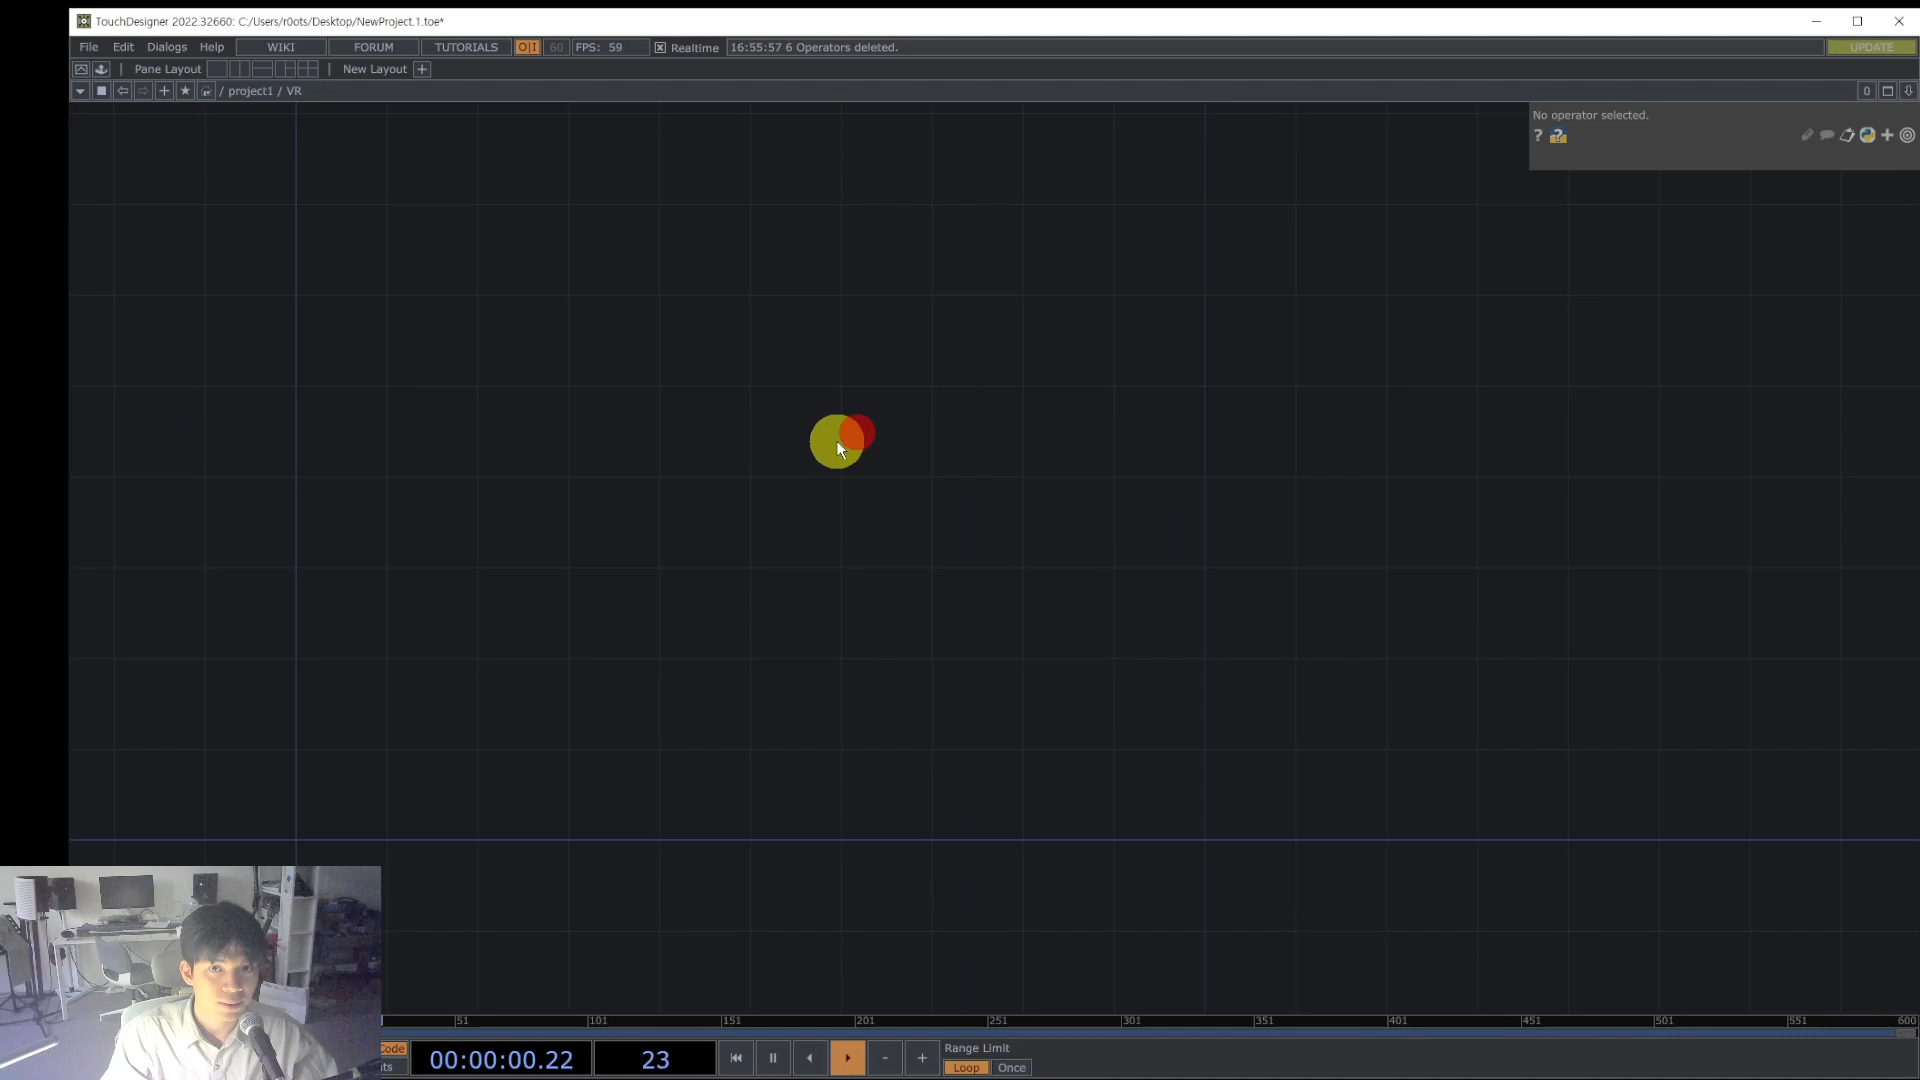 TouchDesigner 2022.32660: C:/Users/r0ots/Desktop/NewProject.1.toe*
File Edit Dialogs Help WIKI FORUM TUTORIALS O|I 60 FPS: 59 Realtime 16:55:57 6 Operators deleted. UPDATE
Pane Layout New Layout +
/ project1 / VR 0
No operator selected.
51 101 151 201 251 301 351 401 451 501 551 600
00:00:00.22 23 - + Range Limit
Loop Once